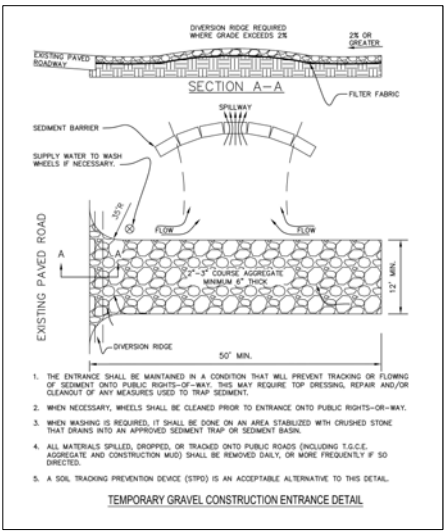 DIVERSION RIDGE REQUIRED
WHERE GRADE EXCEEDS 2%
2% OR
GREATER
EXISTING PAVED
ROADWAY
SECTION A-A
FILTER FABRIC
SPILLWAY
SEDIMENT BARRIER
SUPPLY WATER TO WASH
WHEELS IF NECESSARY.
35'R
FLOW
FLOW
A
A
EXISTING PAVED ROAD
2"-3" COURSE AGGREGATE
MINIMUM 6" THICK
12' MIN.
DIVERSION RIDGE
50' MIN.
1. THE ENTRANCE SHALL BE MAINTAINED IN A CONDITION THAT WILL PREVENT TRACKING OR FLOWING
OF SEDIMENT ONTO PUBLIC RIGHTS-OF-WAY. THIS MAY REQUIRE TOP DRESSING, REPAIR AND/OR
CLEANOUT OF ANY MEASURES USED TO TRAP SEDIMENT.
2. WHEN NECESSARY, WHEELS SHALL BE CLEANED PRIOR TO ENTRANCE ONTO PUBLIC RIGHTS-OR-WAY.
3. WHEN WASHING IS REQUIRED, IT SHALL BE DONE ON AN AREA STABILIZED WITH CRUSHED STONE
THAT DRAINS INTO AN APPROVED SEDIMENT TRAP OR SEDIMENT BASIN.
4. ALL MATERIALS SPILLED, DROPPED, OR TRACKED ONTO PUBLIC ROADS (INCLUDING T.G.C.E.
AGGREGATE AND CONSTRUCTION MUD) SHALL BE REMOVED DAILY, OR MORE FREQUENTLY IF SO
DIRECTED.
5. A SOIL TRACKING PREVENTION DEVICE (STPD) IS AN ACCEPTABLE ALTERNATIVE TO THIS DETAIL.
TEMPORARY GRAVEL CONSTRUCTION ENTRANCE DETAIL